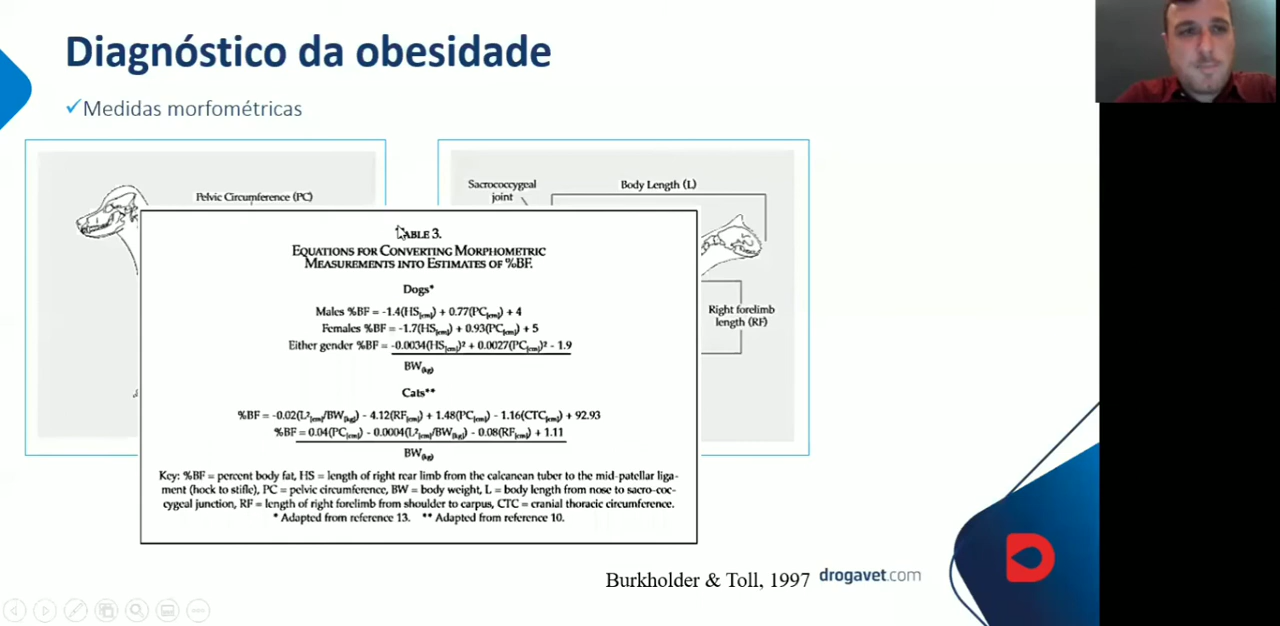 Diagnóstico da obesidade
✓Medidas morfométricas
Pelvic Circumference (PC)
Sacrococcygeal
joint
Body Length (L)
Right forelimb
length (RF)
TABLE 3.
EQUATIONS FOR CONVERTING MORPHOMETRIC
MEASUREMENTS INTO ESTIMATES OF %BF.
Dogs*
Males %BF = -1.4(HS[cm]) + 0.77(PC[cm]) + 4
Females %BF = -1.7(HS[cm]) + 0.93(PC[cm]) + 5
Either gender %BF = -0.0034(HS[cm])² + 0.0027(PC[cm])² - 1.9
BW(kg)
Cats**
%BF = -0.02(L²[cm]/BW[kg]) - 4.12(RF[cm]) + 1.48(PC[cm]) - 1.16(CTC[cm]) + 92.93
%BF = 0.04(PC[cm]) - 0.0004(L²[cm]/BW[kg]) - 0.08(RF[cm]) + 1.11
BW(kg)
Key: %BF = percent body fat, HS = length of right rear limb from the calcanean tuber to the mid-patellar liga-
ment (hock to stifle), PC = pelvic circumference, BW = body weight, L = body length from nose to sacro-coc-
cygeal junction, RF = length of right forelimb from shoulder to carpus, CTC = cranial thoracic circumference.
* Adapted from reference 13. ** Adapted from reference 10.
Burkholder & Toll, 1997
drogavet.com